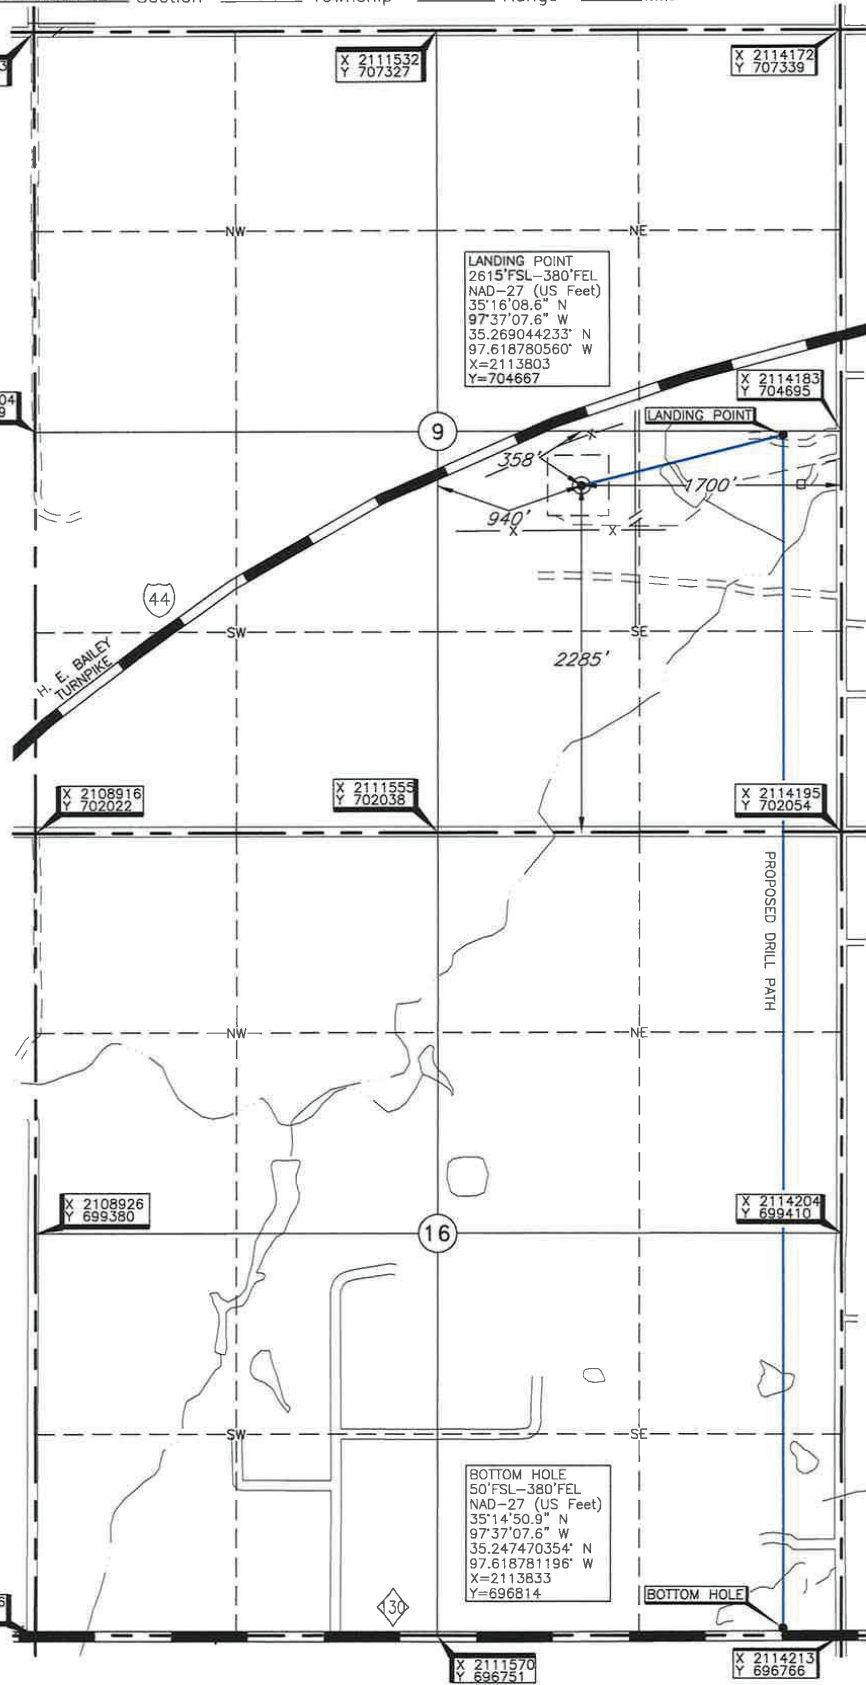 Section
Township
Range
X 2111532
Y 707327
X 2114172
Y 707339
NW
NE
LANDING POINT
2615'FSL-380'FEL
NAD-27 (US Feet)
35°16'08.6" N
97°37'07.6" W
35.269044233° N
97.618780560° W
X=2113803
Y=704667
X 2114183
Y 704695
LANDING POINT
9
358'
1700'
940'
X
X
X
44
SW
SE
H. E. BAILEY
TURNPIKE
2285'
X 2108916
Y 702022
X 2111555
Y 702038
X 2114195
Y 702054
PROPOSED DRILL PATH
NW
NE
X 2108926
Y 699380
X 2114204
Y 699410
16
SW
SE
BOTTOM HOLE
50'FSL-380'FEL
NAD-27 (US Feet)
35°14'50.9" N
97°37'07.6" W
35.247470354° N
97.618781196° W
X=2113833
Y=696814
130
BOTTOM HOLE
X 2111570
Y 696751
X 2114213
Y 696766